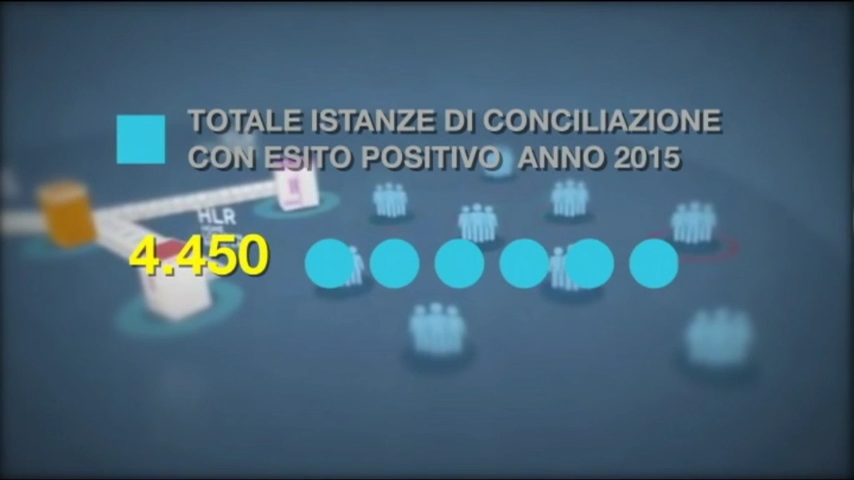 TOTALE ISTANZE DI CONCILIAZIONE
CON ESITO POSITIVO ANNO 2015
HLR
4.450